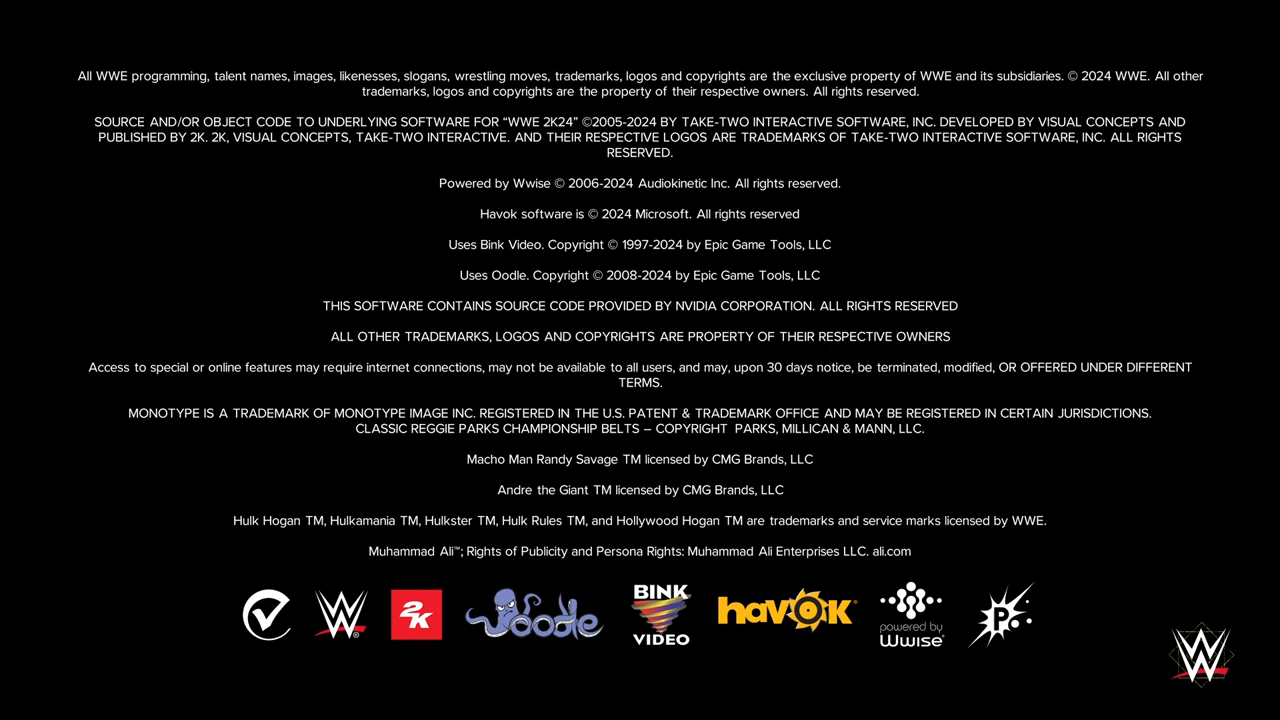 All WWE programming, talent names, images, likenesses, slogans, wrestling moves, trademarks, logos and copyrights are the exclusive property of WWE and its subsidiaries. © 2024 WWE. All other
trademarks, logos and copyrights are the property of their respective owners. All rights reserved.
SOURCE AND/OR OBJECT CODE TO UNDERLYING SOFTWARE FOR “WWE 2K24” ©2005-2024 BY TAKE-TWO INTERACTIVE SOFTWARE, INC. DEVELOPED BY VISUAL CONCEPTS AND
PUBLISHED BY 2K. 2K, VISUAL CONCEPTS, TAKE-TWO INTERACTIVE. AND THEIR RESPECTIVE LOGOS ARE TRADEMARKS OF TAKE-TWO INTERACTIVE SOFTWARE, INC. ALL RIGHTS
RESERVED.
Powered by Wwise © 2006-2024 Audiokinetic Inc. All rights reserved.
Havok software is © 2024 Microsoft. All rights reserved
Uses Bink Video. Copyright © 1997-2024 by Epic Game Tools, LLC
Uses Oodle. Copyright © 2008-2024 by Epic Game Tools, LLC
THIS SOFTWARE CONTAINS SOURCE CODE PROVIDED BY NVIDIA CORPORATION. ALL RIGHTS RESERVED
ALL OTHER TRADEMARKS, LOGOS AND COPYRIGHTS ARE PROPERTY OF THEIR RESPECTIVE OWNERS
Access to special or online features may require internet connections, may not be available to all users, and may, upon 30 days notice, be terminated, modified, OR OFFERED UNDER DIFFERENT
TERMS.
MONOTYPE IS A TRADEMARK OF MONOTYPE IMAGE INC. REGISTERED IN THE U.S. PATENT & TRADEMARK OFFICE AND MAY BE REGISTERED IN CERTAIN JURISDICTIONS.
CLASSIC REGGIE PARKS CHAMPIONSHIP BELTS – COPYRIGHT PARKS, MILLICAN & MANN, LLC.
Macho Man Randy Savage TM licensed by CMG Brands, LLC
Andre the Giant TM licensed by CMG Brands, LLC
Hulk Hogan TM, Hulkamania TM, Hulkster TM, Hulk Rules TM, and Hollywood Hogan TM are trademarks and service marks licensed by WWE.
Muhammad Ali™; Rights of Publicity and Persona Rights: Muhammad Ali Enterprises LLC. ali.com
W ®
2K
oodle
BINK
VIDEO
havok®
powered by
Wwise®
P
W